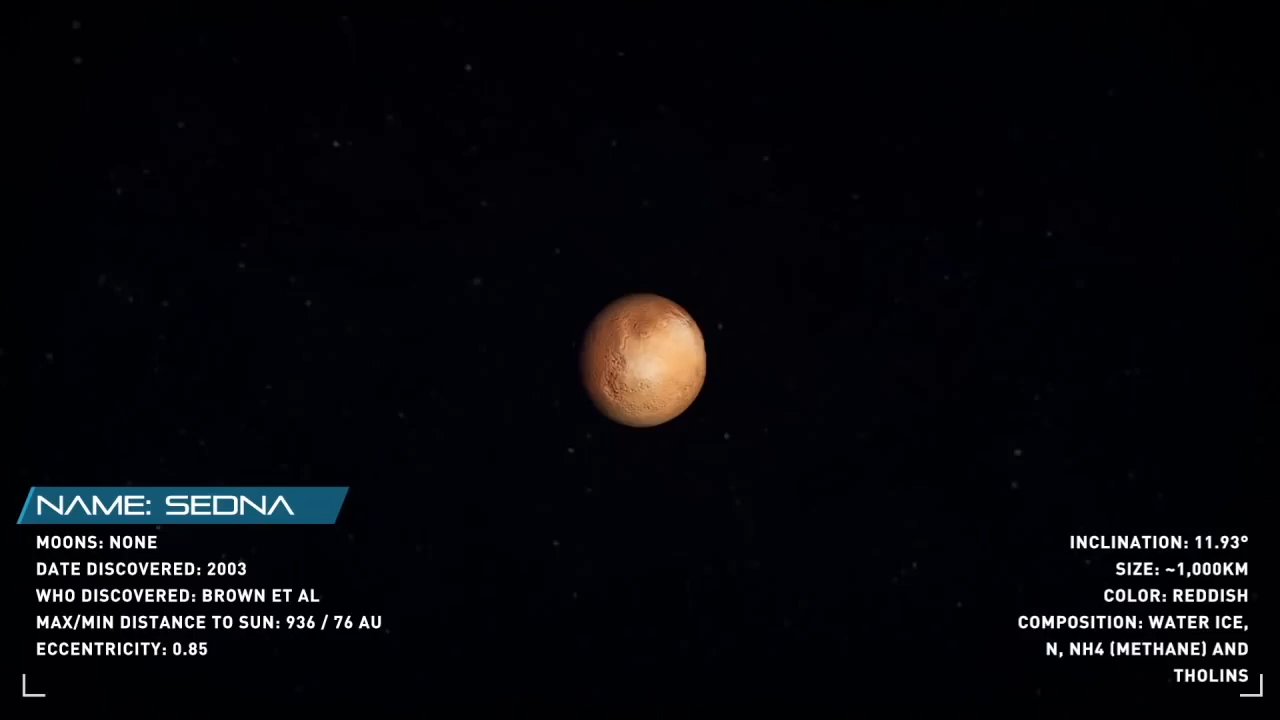 NAME: SEDNA
MOONS: NONE
DATE DISCOVERED: 2003
WHO DISCOVERED: BROWN ET AL
MAX/MIN DISTANCE TO SUN: 936 / 76 AU
ECCENTRICITY: 0.85
INCLINATION: 11.93°
SIZE: ~1,000KM
COLOR: REDDISH
COMPOSITION: WATER ICE,
N, NH4 (METHANE) AND
THOLINS